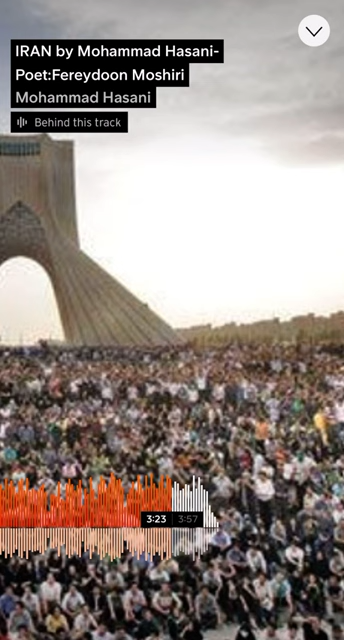 IRAN by Mohammad Hasani-
Poet:Fereydoon Moshiri
Mohammad Hasani
Behind this track
3:23 | 3:57